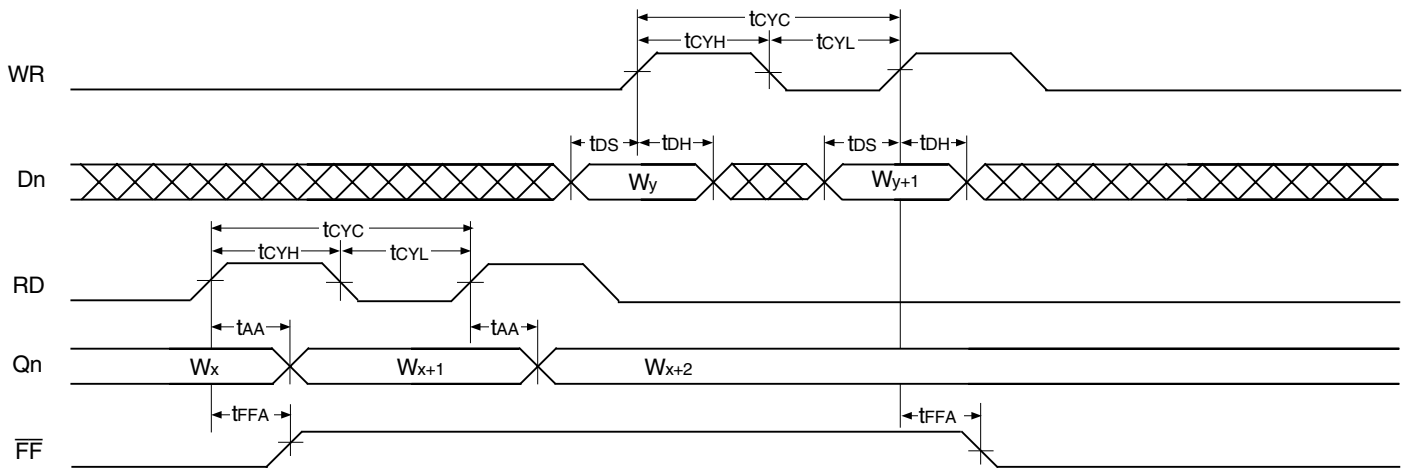 tCYC
tCYH tCYL
WR
tDS tDH tDS tDH
Dn Wy Wy+1
tCYC
tCYH tCYL
RD
tAA tAA
Qn Wx Wx+1 Wx+2
tFFA tFFA
F̅F̅